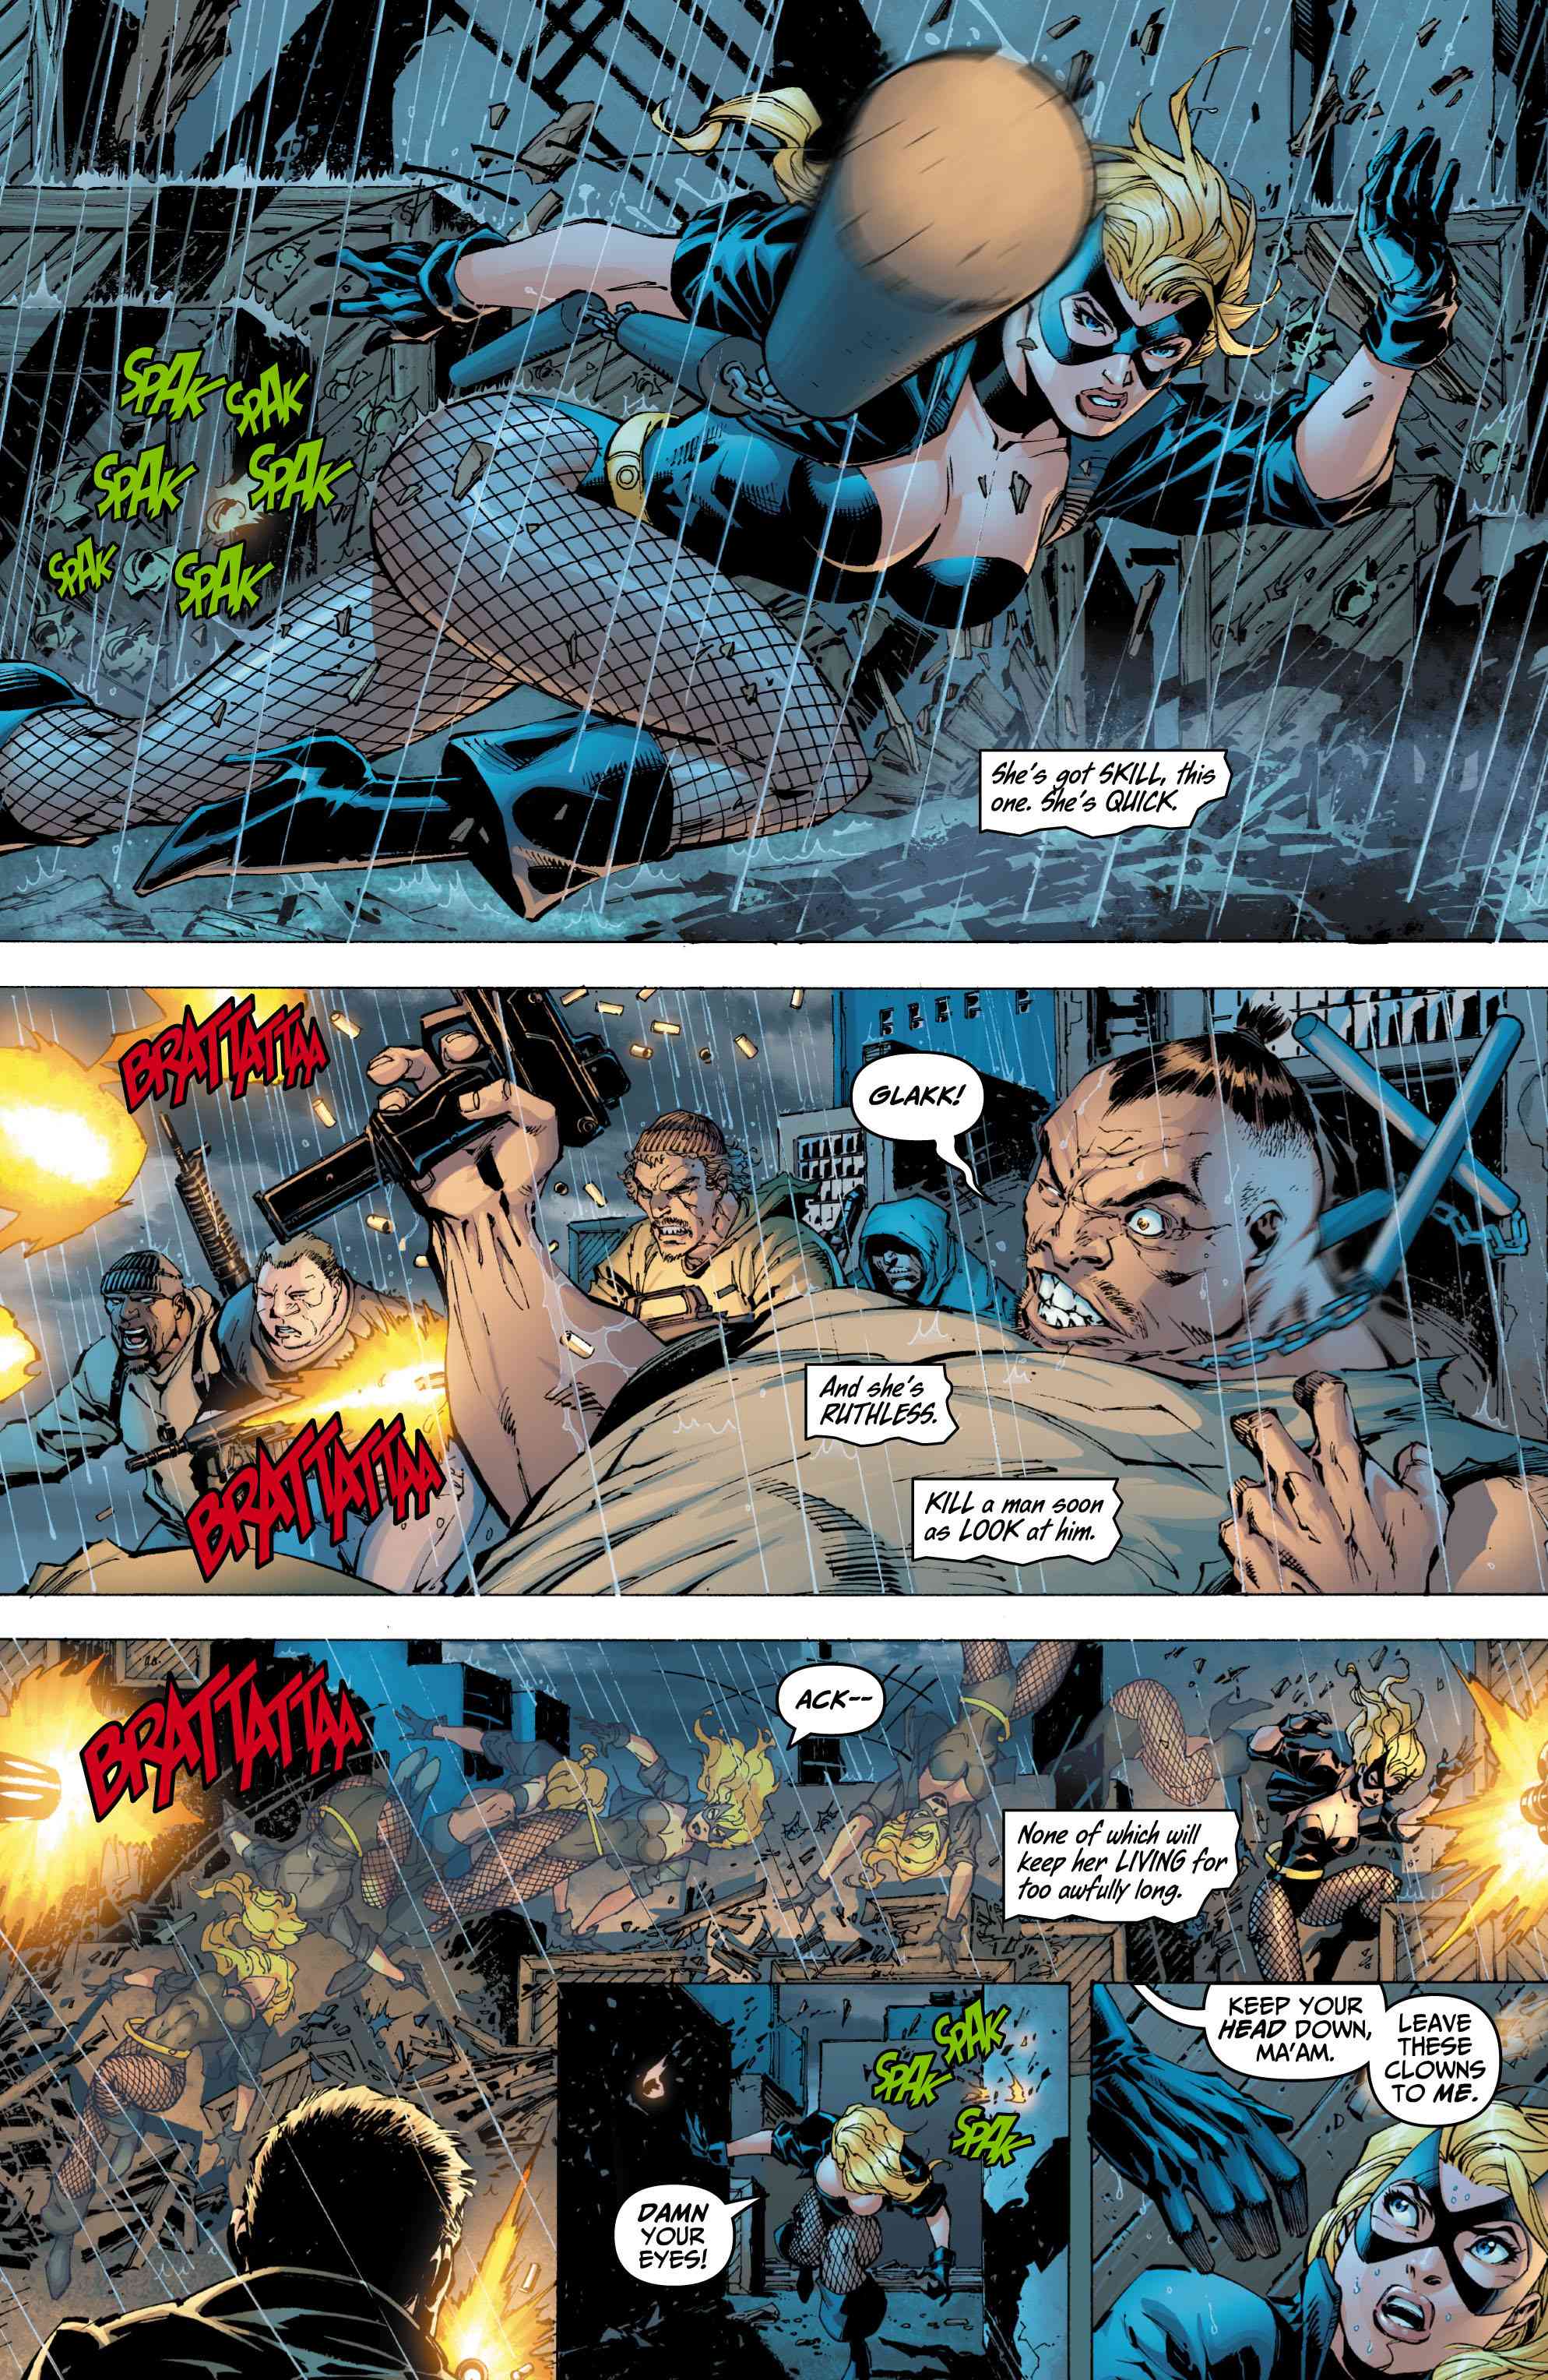 SPAK
SPAK
SPAK
SPAK
SPAK
SPAK
She's got SKILL, this
one. She's QUICK.
BRATTATTAA
GLAKK!
And she's
RUTHLESS.
BRATTATTAA
KILL a man soon
as LOOK at him.
BRATTATTAA
ACK--
None of which will
keep her LIVING for
too awfully long.
SPAK
SPAK
SPAK
DAMN
YOUR
EYES!
KEEP YOUR
HEAD DOWN,
MA'AM.
LEAVE
THESE
CLOWNS
TO ME.